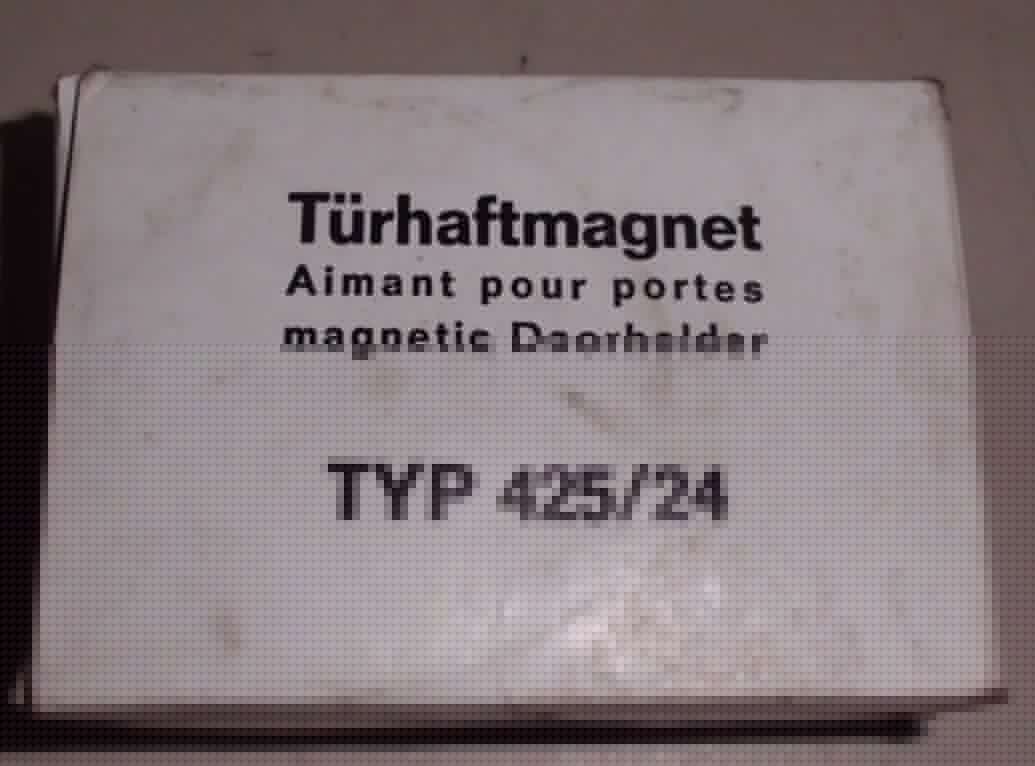 Türhaftmagnet
Aimant pour portes
magnetic Doorholder
TYP 425/24